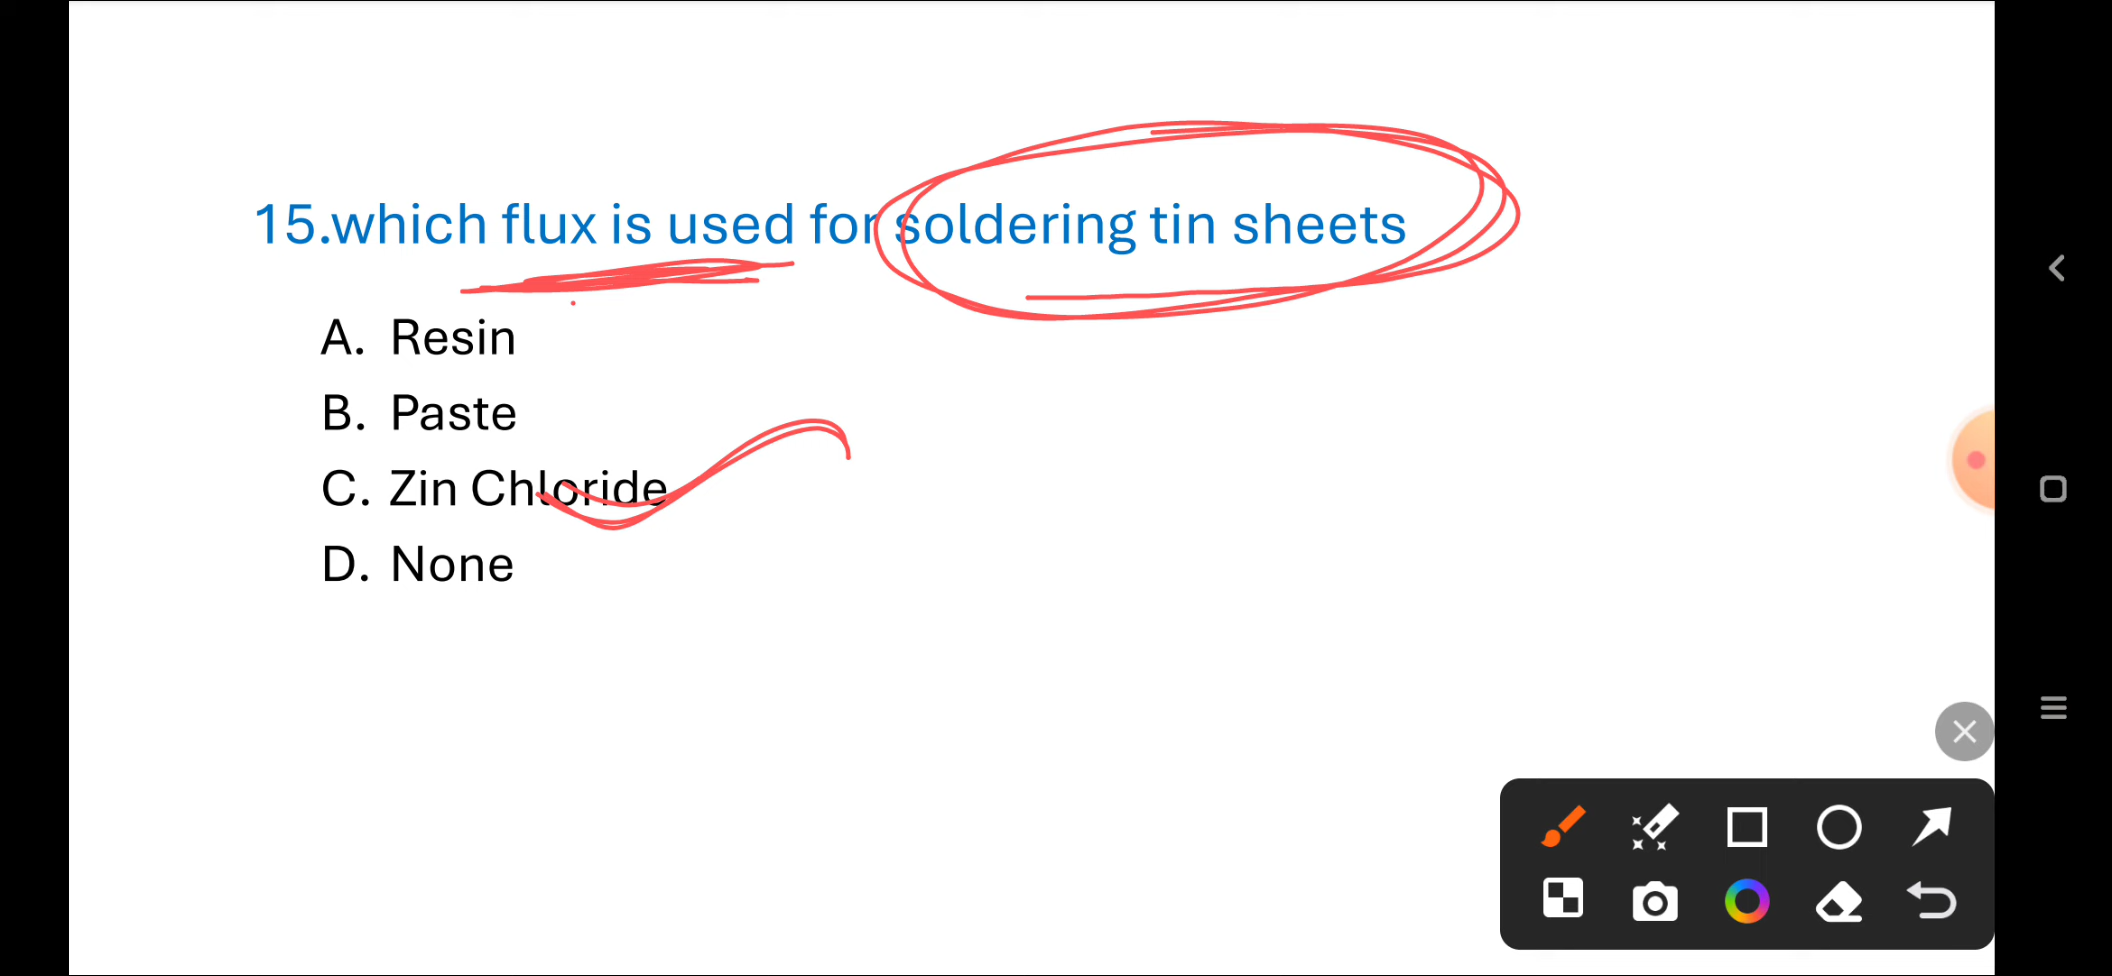 15.which flux is used for soldering tin sheets
A. Resin
B. Paste
C. Zin Chloride
D. None